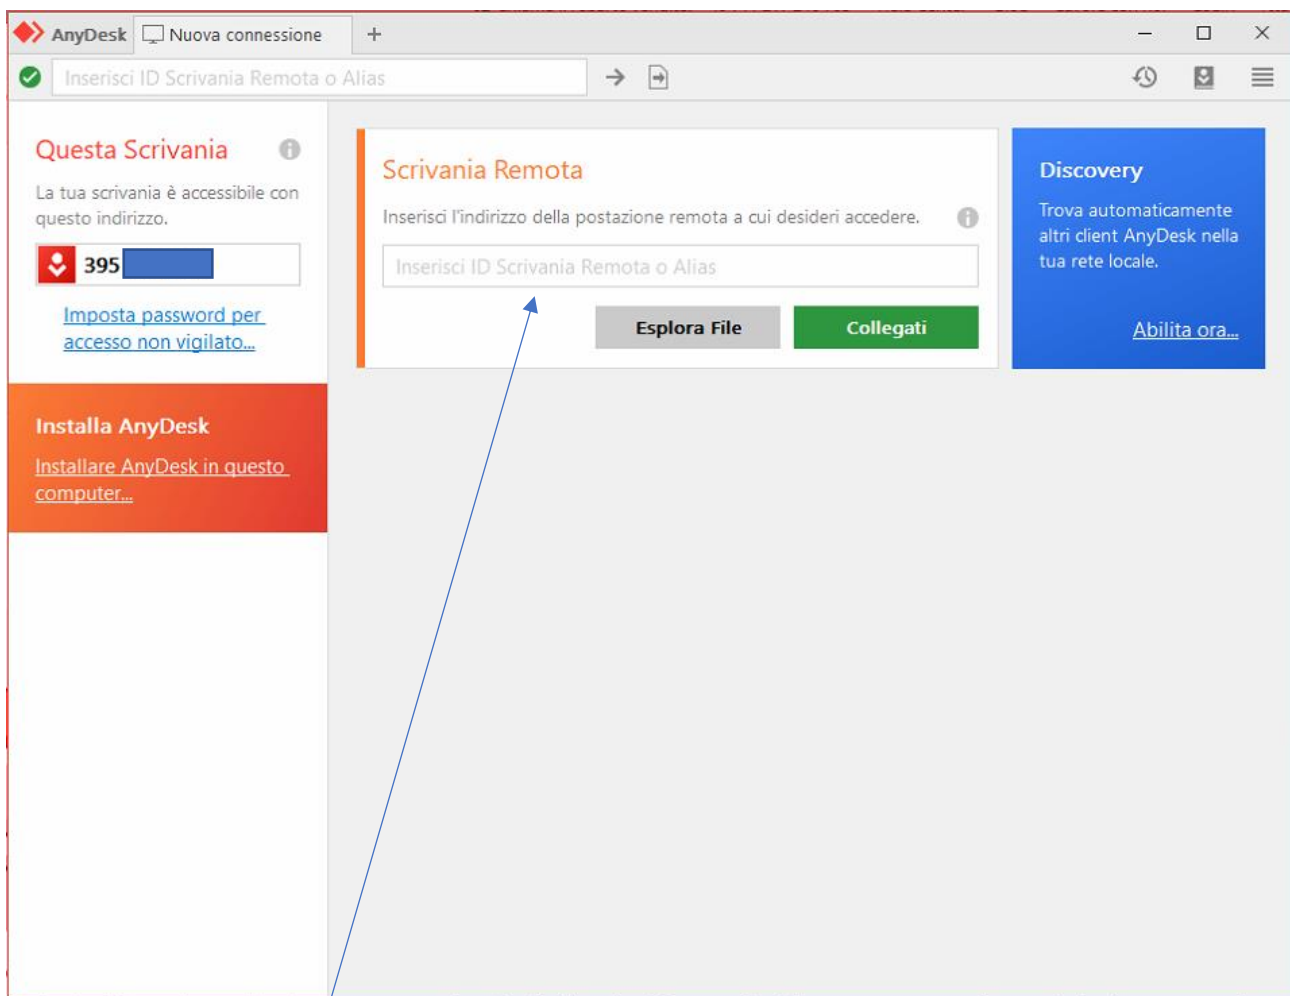 AnyDesk
Nuova connessione
+
Inserisci ID Scrivania Remota o Alias
Questa Scrivania
La tua scrivania è accessibile con
questo indirizzo.
395
Imposta password per
accesso non vigilato...
Installa AnyDesk
Installare AnyDesk in questo
computer...
Scrivania Remota
Inserisci l'indirizzo della postazione remota a cui desideri accedere.
Inserisci ID Scrivania Remota o Alias
Esplora File
Collegati
Discovery
Trova automaticamente
altri client AnyDesk nella
tua rete locale.
Abilita ora...